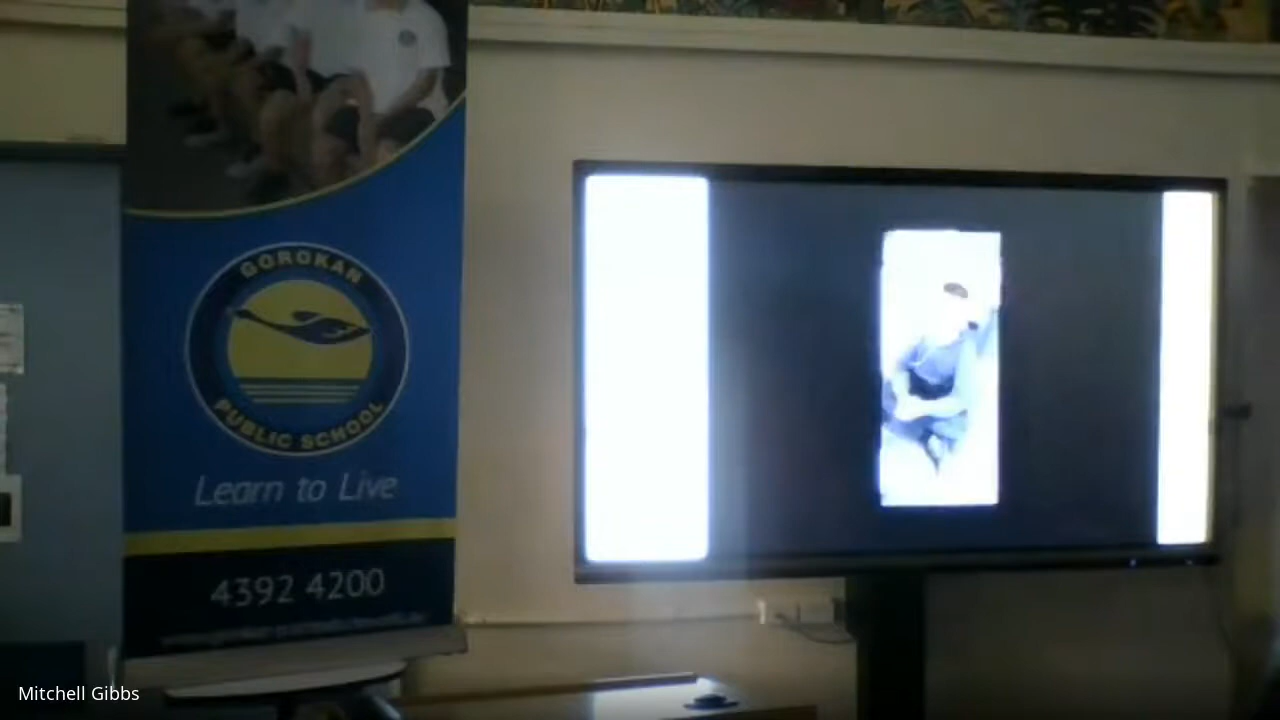 GOROKAN
PUBLIC SCHOOL
Learn to Live
4392 4200
Mitchell Gibbs